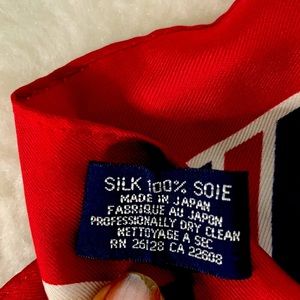 SILK 100% SOIE
MADE IN JAPAN
FABRIQUE AU JAPON
PROFESSIONALLY DRY CLEAN
NETTOYAGE A SEC
RN 26128 CA 22608